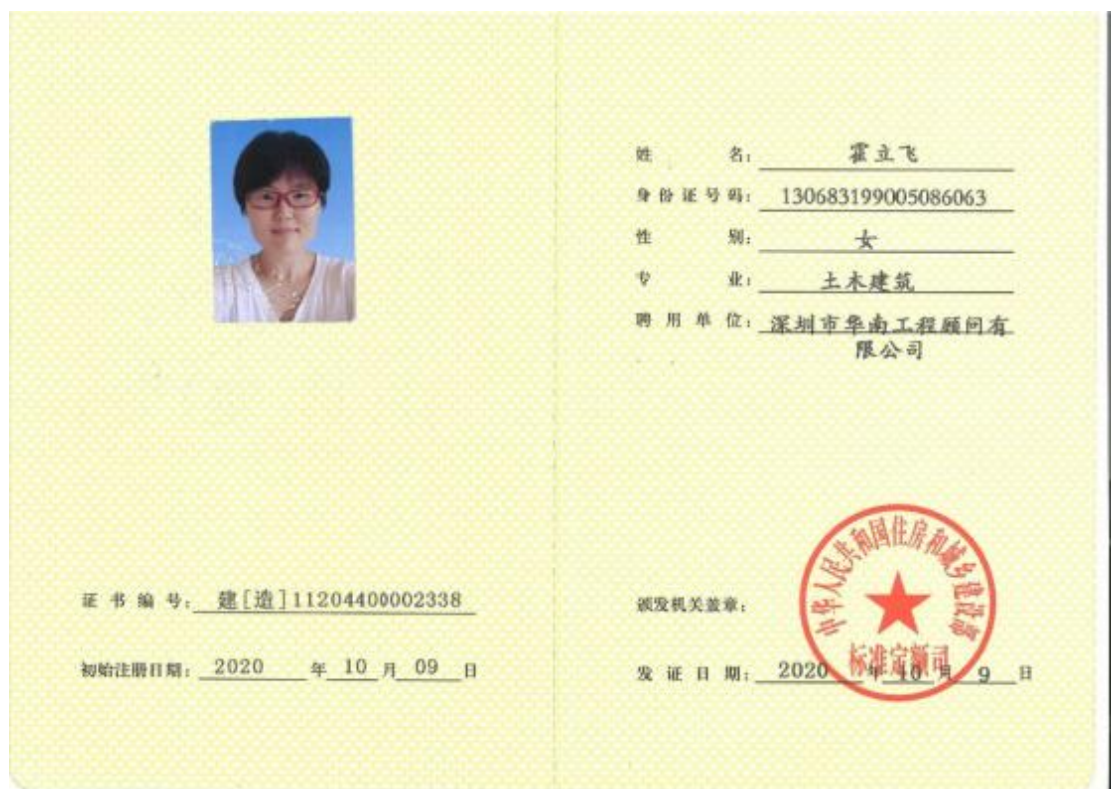 姓 名: 霍立飞
身份证号码: 130683199005086063
性 别: 女
专 业: 土木建筑
聘用单位: 深圳市华南工程顾问有
限公司
证书编号: 建[造]11204400002338
初始注册日期: 2020 年 10 月 09 日
颁发机关盖章:
中华人民共和国住房和城乡建设部
标准定额司
发证日期: 2020 年 10 月 9 日